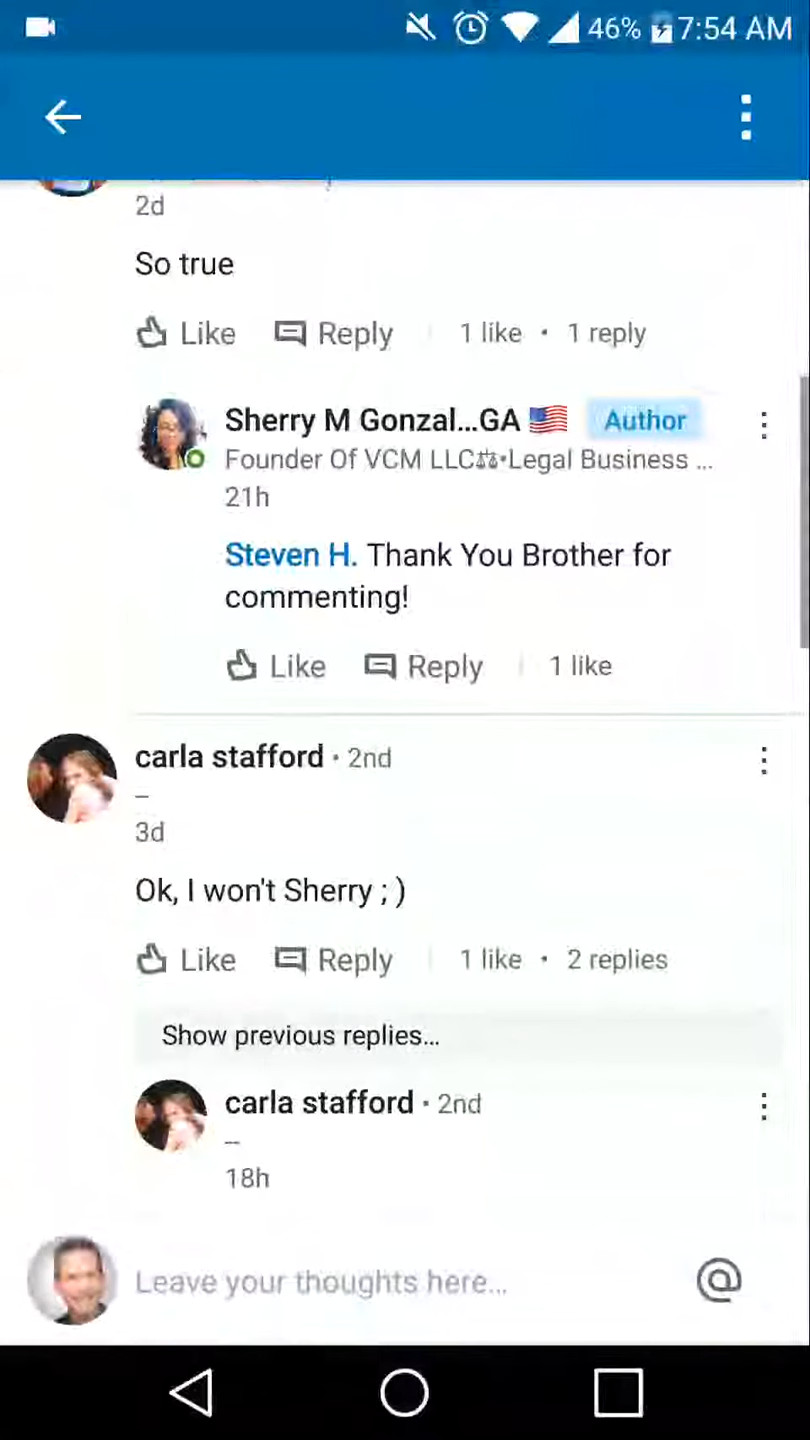 46% 7:54 AM
2d
So true
Like Reply 1 like • 1 reply
Sherry M Gonzal...GA 🇺🇸 Author
Founder Of VCM LLC⚖•Legal Business ...
21h
Steven H. Thank You Brother for
commenting!
Like Reply 1 like
carla stafford • 2nd
--
3d
Ok, I won't Sherry ; )
Like Reply 1 like • 2 replies
Show previous replies...
carla stafford • 2nd
--
18h
Leave your thoughts here... @